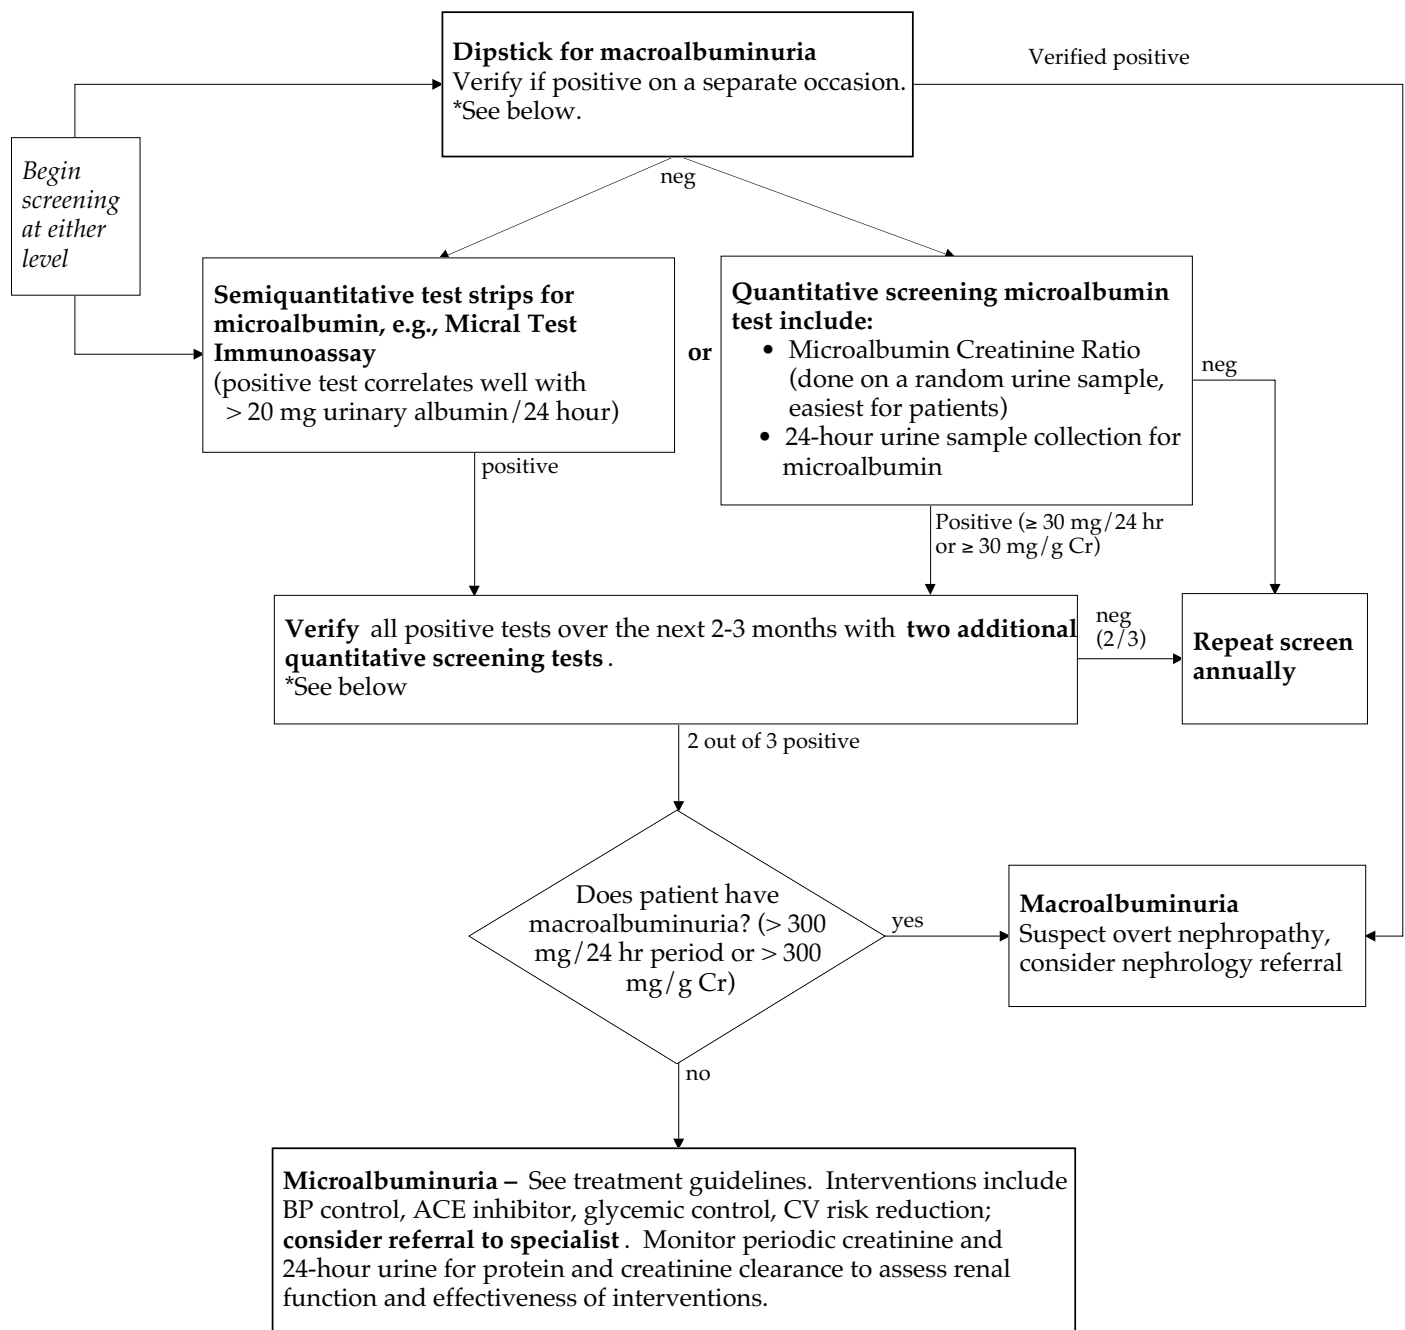 Dipstick for macroalbuminuria
Verify if positive on a separate occasion.
*See below.
Verified positive
Begin
screening
at either
level
neg
Semiquantitative test strips for
microalbumin, e.g., Micral Test
Immunoassay
(positive test correlates well with
> 20 mg urinary albumin/24 hour)
or
Quantitative screening microalbumin
test include:
• Microalbumin Creatinine Ratio
(done on a random urine sample,
easiest for patients)
• 24-hour urine sample collection for
microalbumin
neg
positive
Positive (≥ 30 mg/24 hr
or ≥ 30 mg/g Cr)
Verify all positive tests over the next 2-3 months with two additional
quantitative screening tests.
*See below
neg
(2/3)
Repeat screen
annually
2 out of 3 positive
Does patient have
macroalbuminuria? (> 300
mg/24 hr period or > 300
mg/g Cr)
yes
Macroalbuminuria
Suspect overt nephropathy,
consider nephrology referral
no
Microalbuminuria – See treatment guidelines. Interventions include
BP control, ACE inhibitor, glycemic control, CV risk reduction;
consider referral to specialist. Monitor periodic creatinine and
24-hour urine for protein and creatinine clearance to assess renal
function and effectiveness of interventions.